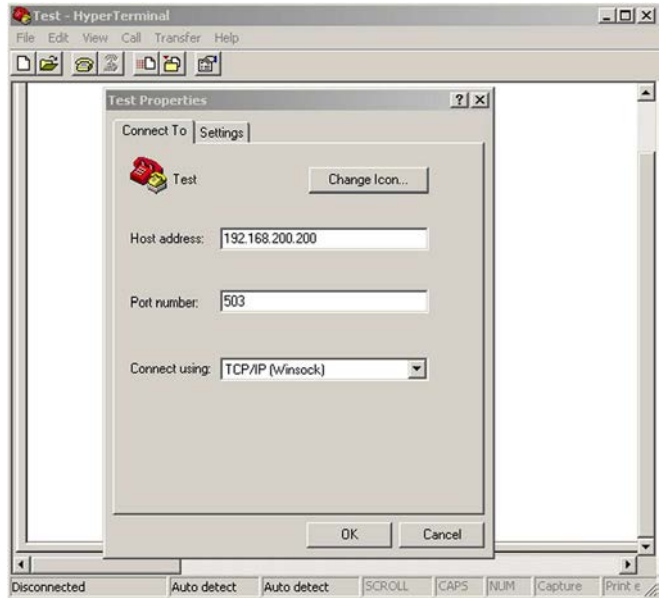 Test - HyperTerminal
File Edit View Call Transfer Help
Test Properties
Connect To Settings
Test
Change Icon...
Host address: 192.168.200.200
Port number: 503
Connect using: TCP/IP (Winsock)
OK Cancel
Disconnected Auto detect Auto detect SCROLL CAPS NUM Capture Print e